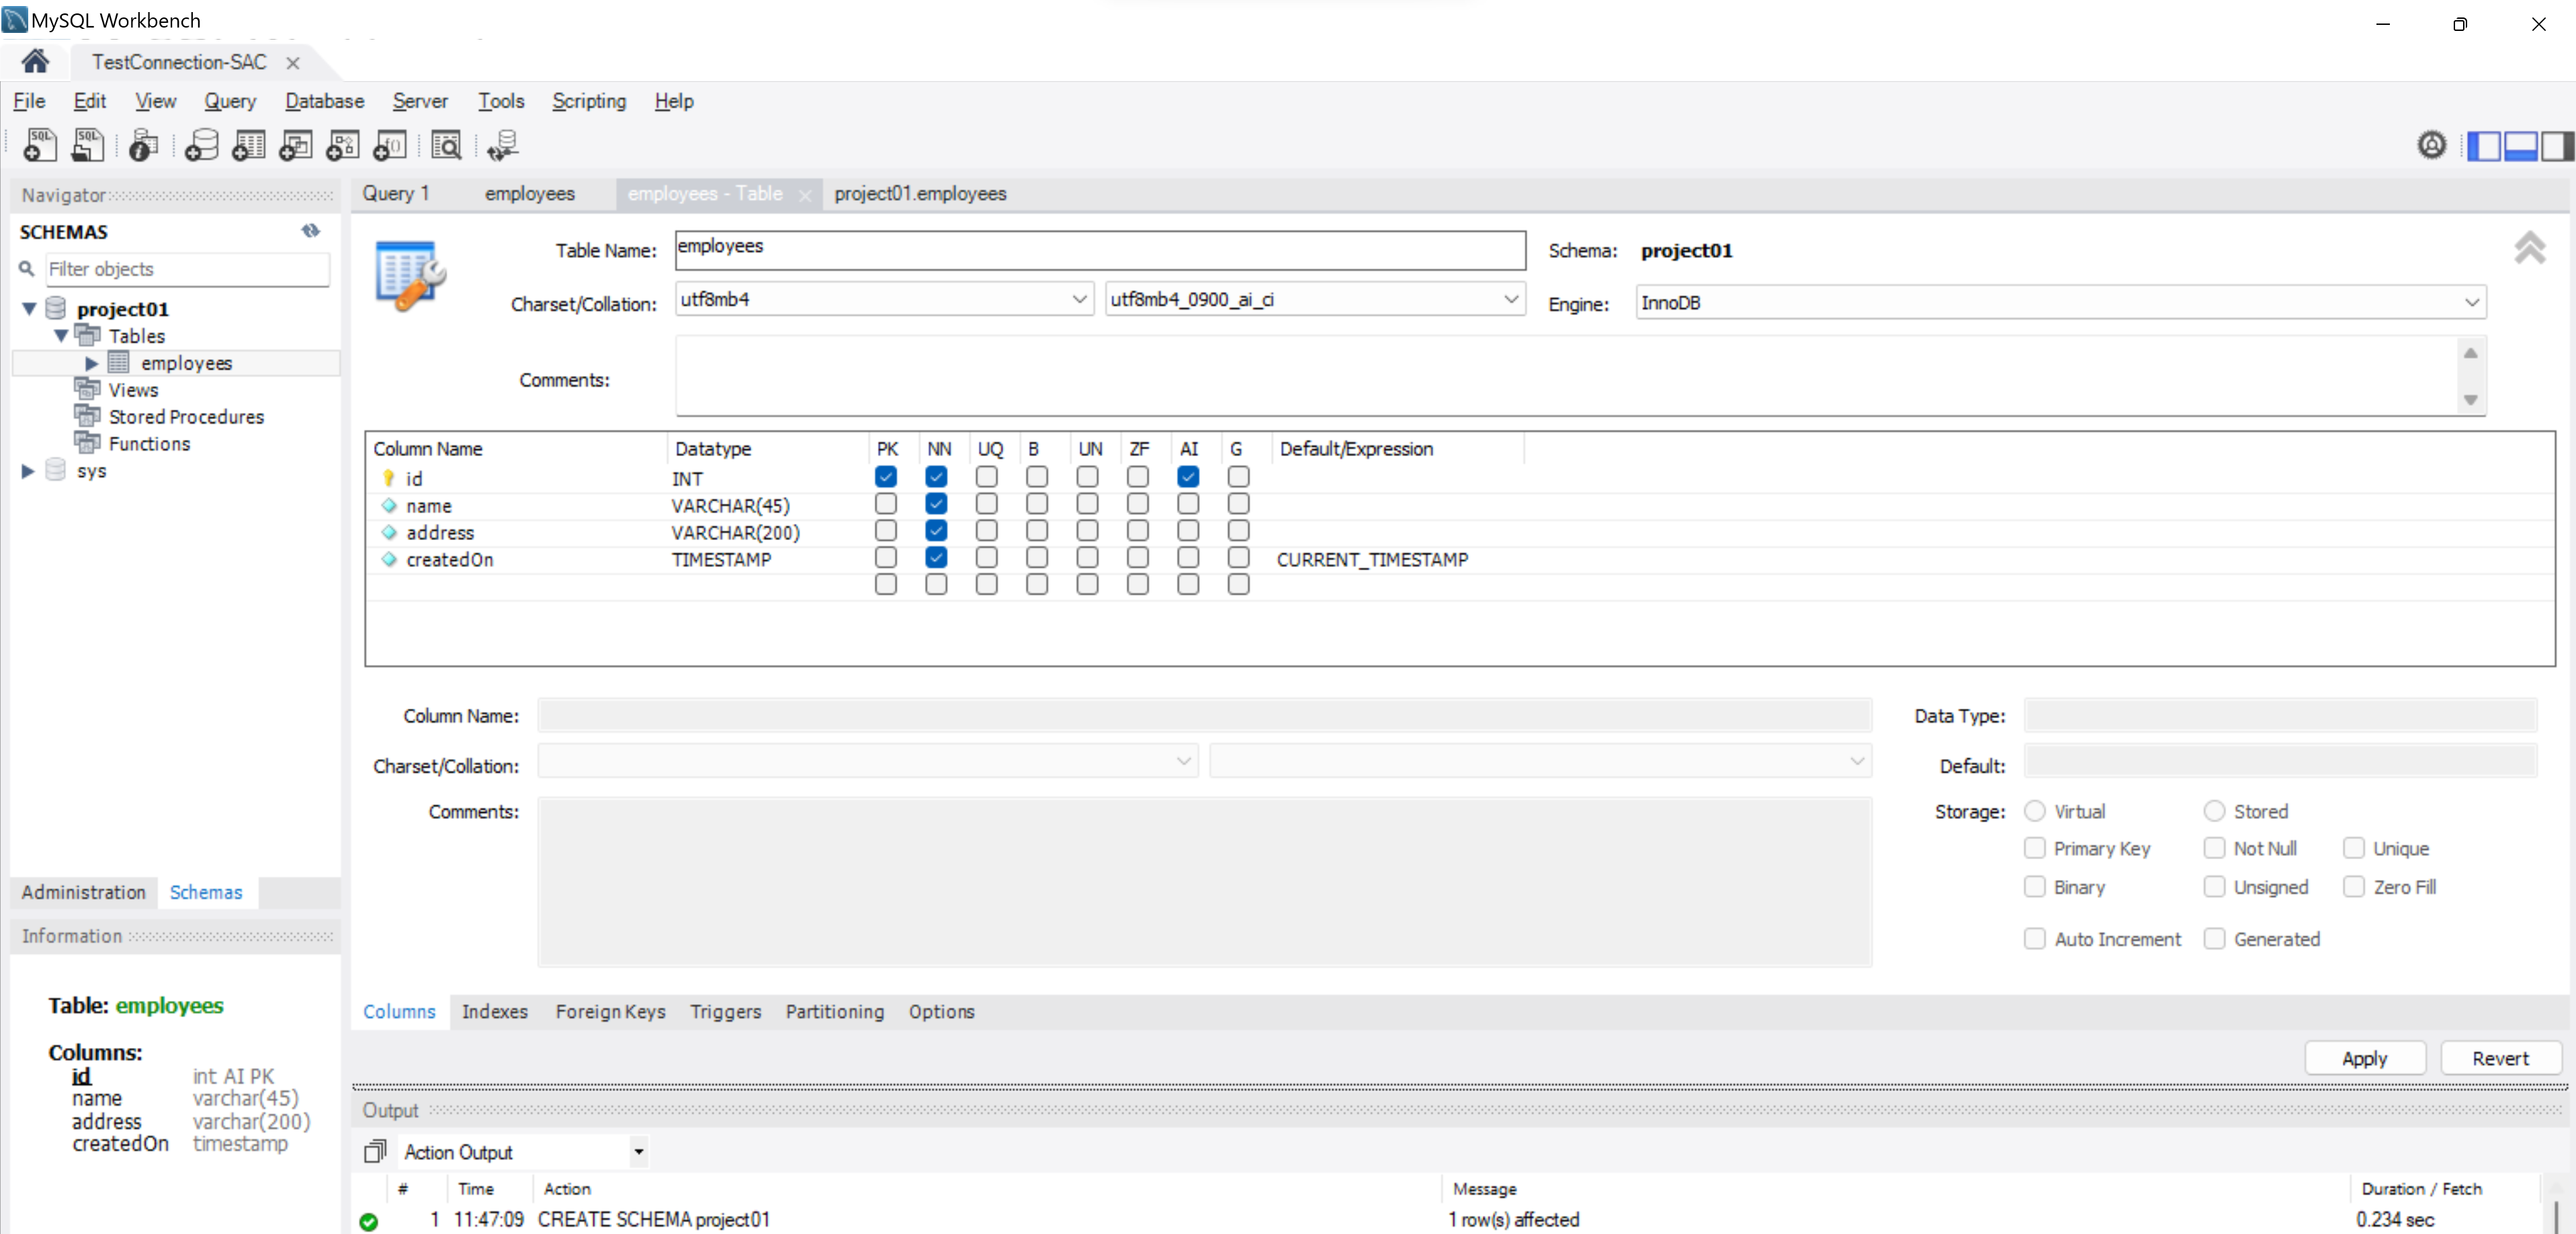 MySQL Workbench
TestConnection-SAC
File Edit View Query Database Server Tools Scripting Help
Navigator
SCHEMAS
Filter objects
project01
Tables
employees
Views
Stored Procedures
Functions
sys
Administration Schemas
Information
Table: employees
Columns:
id int AI PK
name varchar(45)
address varchar(200)
createdOn timestamp
Query 1 employees employees - Table project01.employees
Table Name: employees Schema: project01
Charset/Collation: utf8mb4 utf8mb4_0900_ai_ci Engine: InnoDB
Comments:
Column Name Datatype PK NN UQ B UN ZF AI G Default/Expression
id INT
name VARCHAR(45)
address VARCHAR(200)
createdOn TIMESTAMP CURRENT_TIMESTAMP
Column Name: Data Type:
Charset/Collation: Default:
Comments: Storage: Virtual Stored
Primary Key Not Null Unique
Binary Unsigned Zero Fill
Auto Increment Generated
Columns Indexes Foreign Keys Triggers Partitioning Options
Apply Revert
Output
Action Output
# Time Action Message Duration / Fetch
1 11:47:09 CREATE SCHEMA project01 1 row(s) affected 0.234 sec